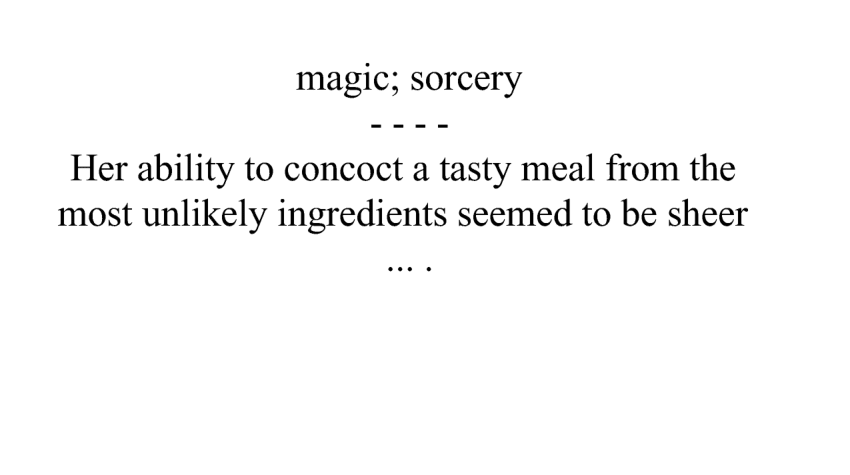 magic; sorcery
- - - -
Her ability to concoct a tasty meal from the
most unlikely ingredients seemed to be sheer
... .